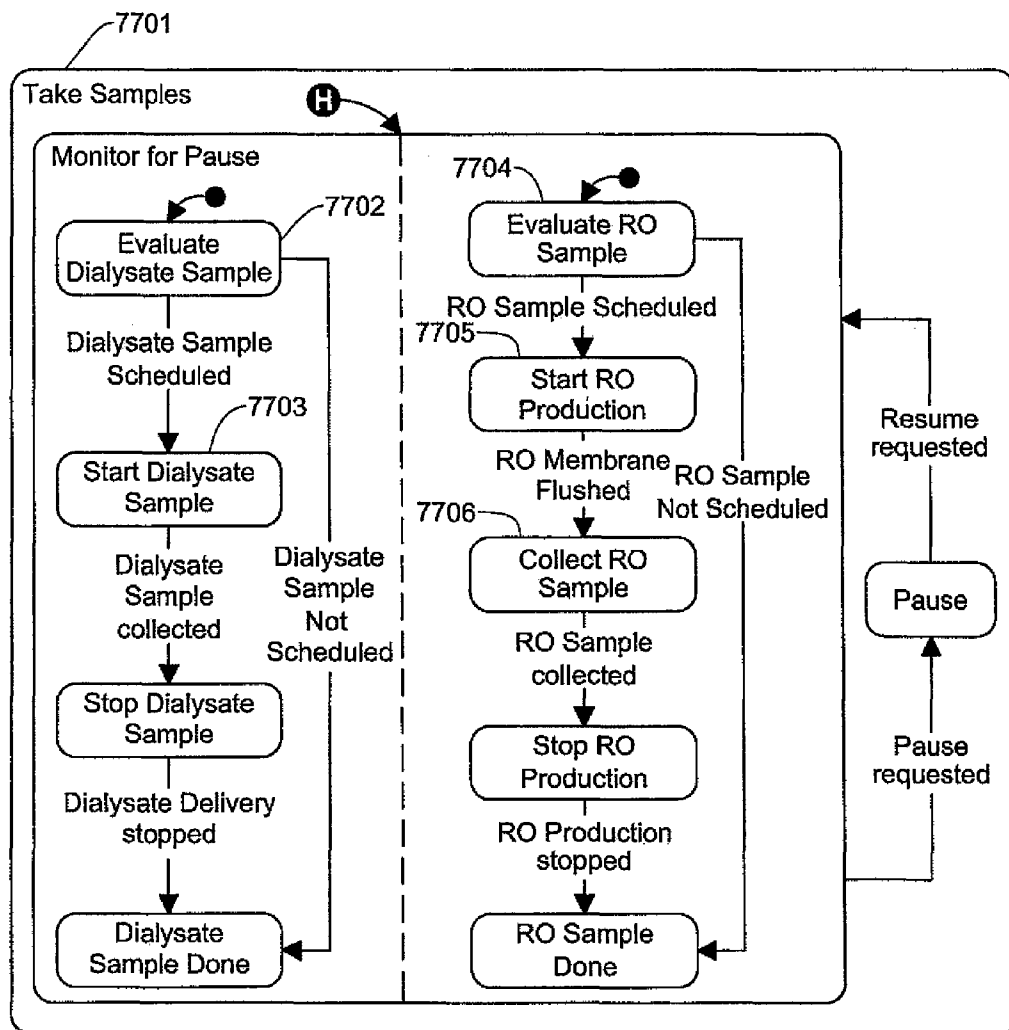 7701
Take Samples
H
Monitor for Pause
7702
Evaluate
Dialysate Sample
Dialysate Sample
Scheduled
7703
Start Dialysate
Sample
Dialysate
Sample
collected
Dialysate
Sample
Not
Scheduled
Stop Dialysate
Sample
Dialysate Delivery
stopped
Dialysate
Sample Done
7704
Evaluate RO
Sample
RO Sample Scheduled
7705
Start RO
Production
RO Membrane
Flushed
RO Sample
Not Scheduled
7706
Collect RO
Sample
RO Sample
collected
Stop RO
Production
RO Production
stopped
RO Sample
Done
Resume
requested
Pause
Pause
requested